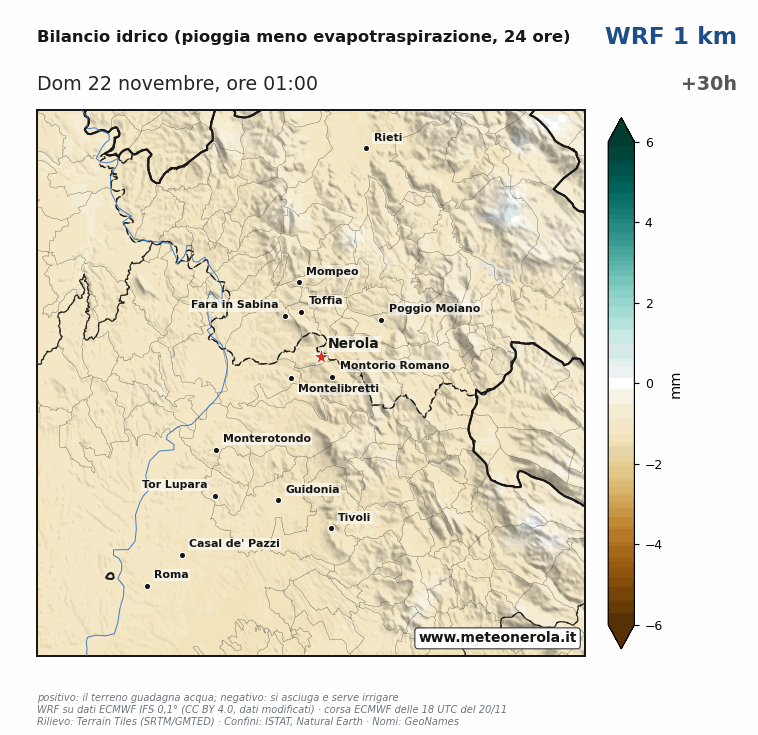 Bilancio idrico (pioggia meno evapotraspirazione, 24 ore)
WRF 1 km
Dom 22 novembre, ore 01:00
+30h
Rieti
Mompeo
Fara in Sabina
Toffia
Poggio Moiano
Nerola
Montorio Romano
Montelibretti
Monterotondo
Tor Lupara
Guidonia
Tivoli
Casal de' Pazzi
Roma
www.meteonerola.it
6
4
2
0
−2
−4
−6
mm
positivo: il terreno guadagna acqua; negativo: si asciuga e serve irrigare
WRF su dati ECMWF IFS 0,1° (CC BY 4.0, dati modificati) · corsa ECMWF delle 18 UTC del 20/11
Rilievo: Terrain Tiles (SRTM/GMTED) · Confini: ISTAT, Natural Earth · Nomi: GeoNames